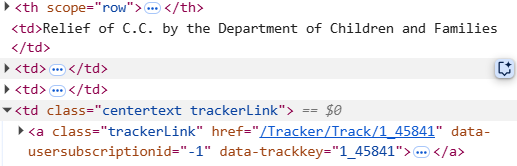 ▶ <th scope="row"> ⋯ </th>
<td>Relief of C.C. by the Department of Children and Families
</td>
▶ <td> ⋯ </td>
▶ <td> ⋯ </td>
▼ <td class="centertext trackerLink"> == $0
▶ <a class="trackerLink" href="/Tracker/Track/1_45841" data-
usersubscriptionid="-1" data-trackkey="1_45841"> ⋯ </a>